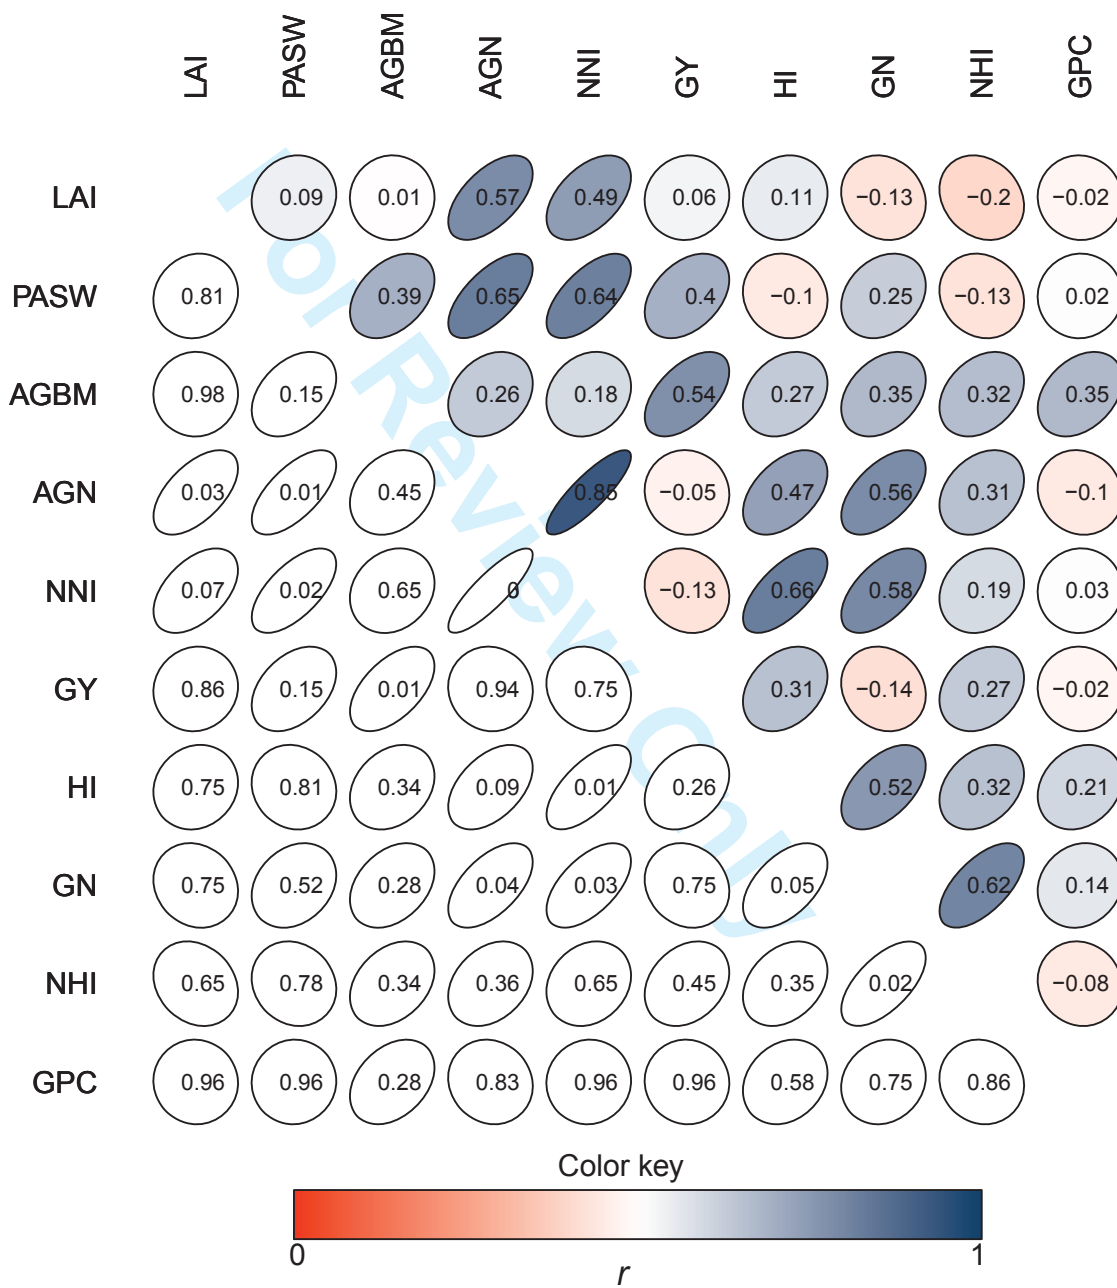 LAI PASW AGBM AGN NNI GY HI GN NHI GPC
LAI 0.09 0.01 0.57 0.49 0.06 0.11 −0.13 −0.2 −0.02
PASW 0.81 0.39 0.65 0.64 0.4 −0.1 0.25 −0.13 0.02
AGBM 0.98 0.15 0.26 0.18 0.54 0.27 0.35 0.32 0.35
AGN 0.03 0.01 0.45 0.85 −0.05 0.47 0.56 0.31 −0.1
NNI 0.07 0.02 0.65 0 −0.13 0.66 0.58 0.19 0.03
GY 0.86 0.15 0.01 0.94 0.75 0.31 −0.14 0.27 −0.02
HI 0.75 0.81 0.34 0.09 0.01 0.26 0.52 0.32 0.21
GN 0.75 0.52 0.28 0.04 0.03 0.75 0.05 0.62 0.14
NHI 0.65 0.78 0.34 0.36 0.65 0.45 0.35 0.02 −0.08
GPC 0.96 0.96 0.28 0.83 0.96 0.96 0.58 0.75 0.86
For Review Only
Color key
0 1
r